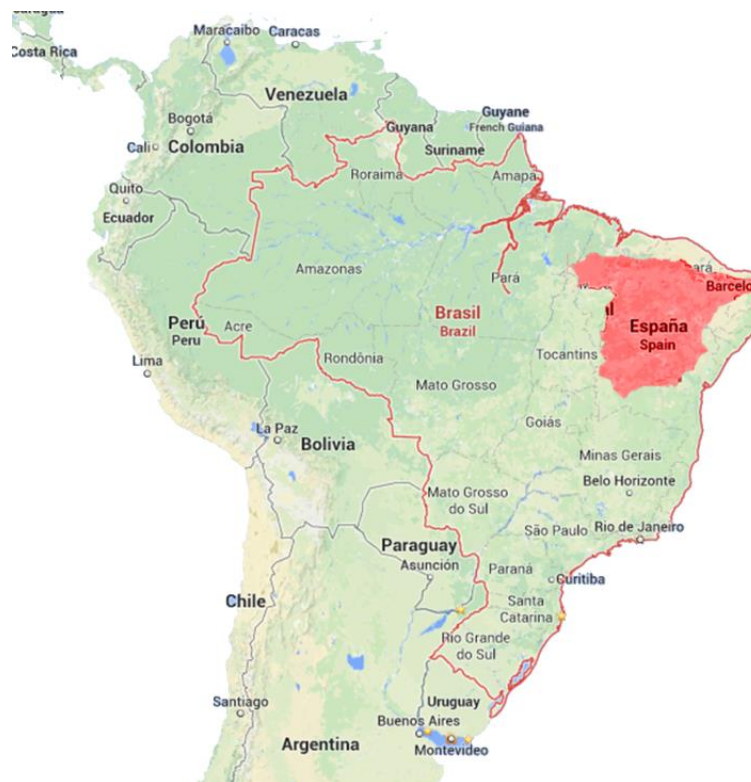 Maracaibo
Caracas
Costa Rica
Venezuela
Bogotá
Guyana
Guyane
French Guiana
Suriname
Cali
Colombia
Roraima
Amapa
Quito
Ecuador
Amazonas
Pará
Barcelo
Brasil
Brazil
España
Spain
Perú
Peru
Acre
Lima
Rondônia
Tocantins
Mato Grosso
Goiás
La Paz
Bolivia
Minas Gerais
Belo Horizonte
Mato Grosso
do Sul
São Paulo
Rio de Janeiro
Paraguay
Asunción
Paraná
Curitiba
Chile
Santa
Catarina
Rio Grande
do Sul
Santiago
Uruguay
Buenos Aires
Montevideo
Argentina